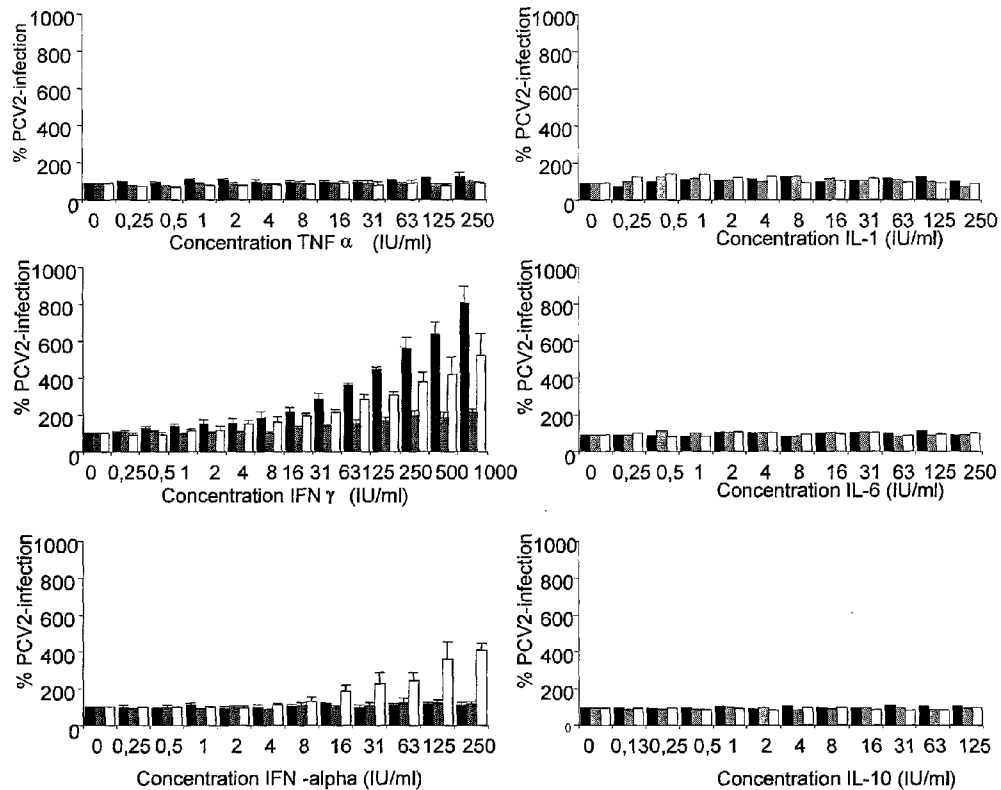 % PCV2-infection
1000
800
600
400
200
0
0 0,25 0,5 1 2 4 8 16 31 63 125 250
Concentration TNF α (IU/ml)
% PCV2-infection
1000
800
600
400
200
0
0 0,25 0,5 1 2 4 8 16 31 63 125 250
Concentration IL-1 (IU/ml)
% PCV2-infection
1000
800
600
400
200
0
0 0,25 0,5 1 2 4 8 16 31 63 125 250 500 1000
Concentration IFN γ (IU/ml)
% PCV2-infection
1000
800
600
400
200
0
0 0,25 0,5 1 2 4 8 16 31 63 125 250
Concentration IL-6 (IU/ml)
% PCV2-infection
1000
800
600
400
200
0
0 0,25 0,5 1 2 4 8 16 31 63 125 250
Concentration IFN -alpha (IU/ml)
% PCV2-infection
1000
800
600
400
200
0
0 0,13 0,25 0,5 1 2 4 8 16 31 63 125
Concentration IL-10 (IU/ml)